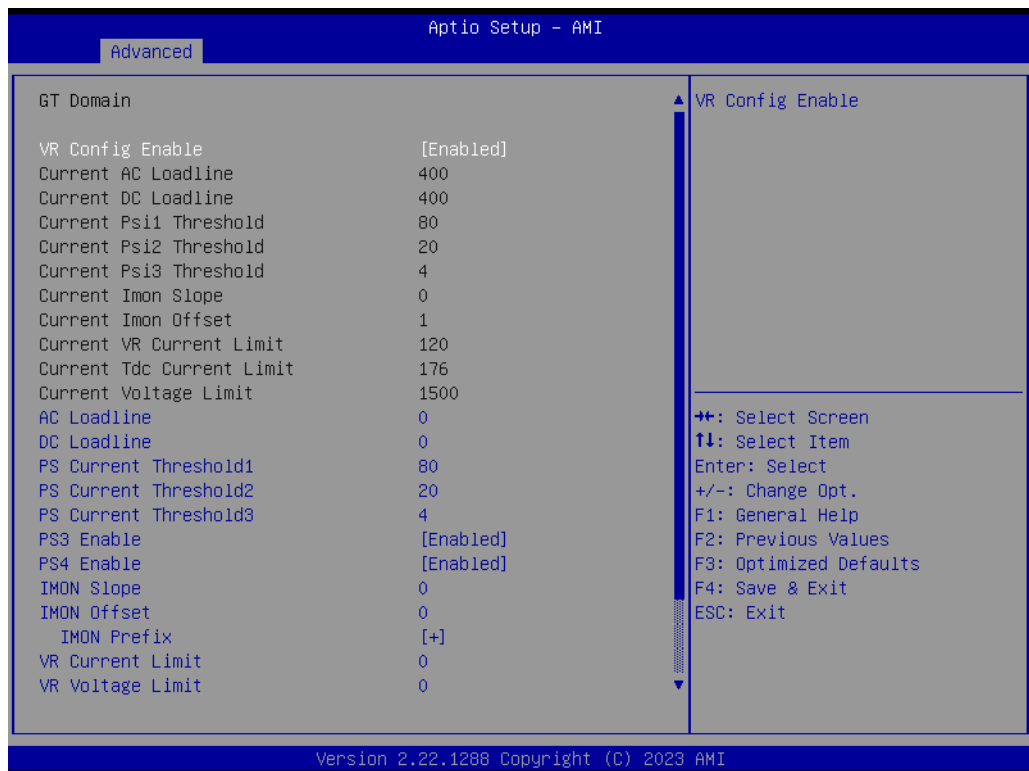 Aptio Setup – AMI
Advanced
GT Domain
VR Config Enable [Enabled]
Current AC Loadline 400
Current DC Loadline 400
Current Psi1 Threshold 80
Current Psi2 Threshold 20
Current Psi3 Threshold 4
Current Imon Slope 0
Current Imon Offset 1
Current VR Current Limit 120
Current Tdc Current Limit 176
Current Voltage Limit 1500
AC Loadline 0
DC Loadline 0
PS Current Threshold1 80
PS Current Threshold2 20
PS Current Threshold3 4
PS3 Enable [Enabled]
PS4 Enable [Enabled]
IMON Slope 0
IMON Offset 0
IMON Prefix [+]
VR Current Limit 0
VR Voltage Limit 0
VR Config Enable
→←: Select Screen
↑↓: Select Item
Enter: Select
+/-: Change Opt.
F1: General Help
F2: Previous Values
F3: Optimized Defaults
F4: Save & Exit
ESC: Exit
Version 2.22.1288 Copyright (C) 2023 AMI